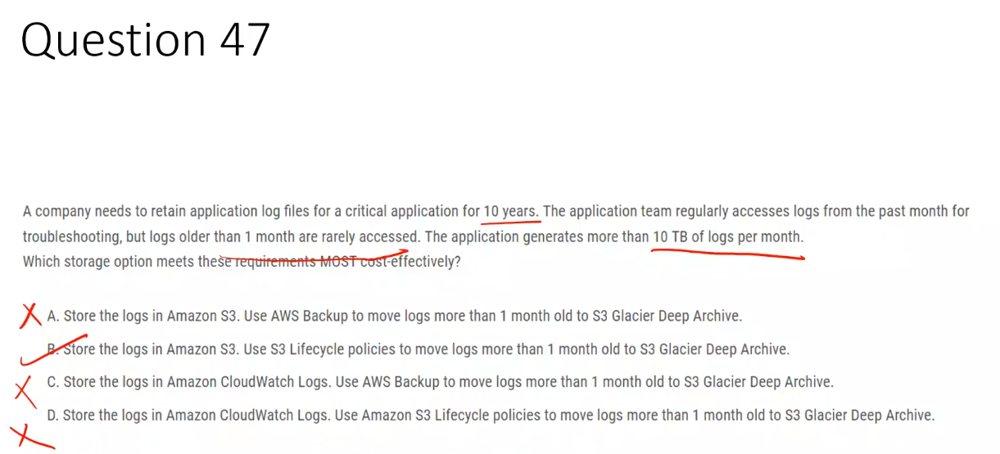 Question 47
A company needs to retain application log files for a critical application for 10 years. The application team regularly accesses logs from the past month for
troubleshooting, but logs older than 1 month are rarely accessed. The application generates more than 10 TB of logs per month.
Which storage option meets these requirements MOST cost-effectively?
A. Store the logs in Amazon S3. Use AWS Backup to move logs more than 1 month old to S3 Glacier Deep Archive.
B. Store the logs in Amazon S3. Use S3 Lifecycle policies to move logs more than 1 month old to S3 Glacier Deep Archive.
C. Store the logs in Amazon CloudWatch Logs. Use AWS Backup to move logs more than 1 month old to S3 Glacier Deep Archive.
D. Store the logs in Amazon CloudWatch Logs. Use Amazon S3 Lifecycle policies to move logs more than 1 month old to S3 Glacier Deep Archive.